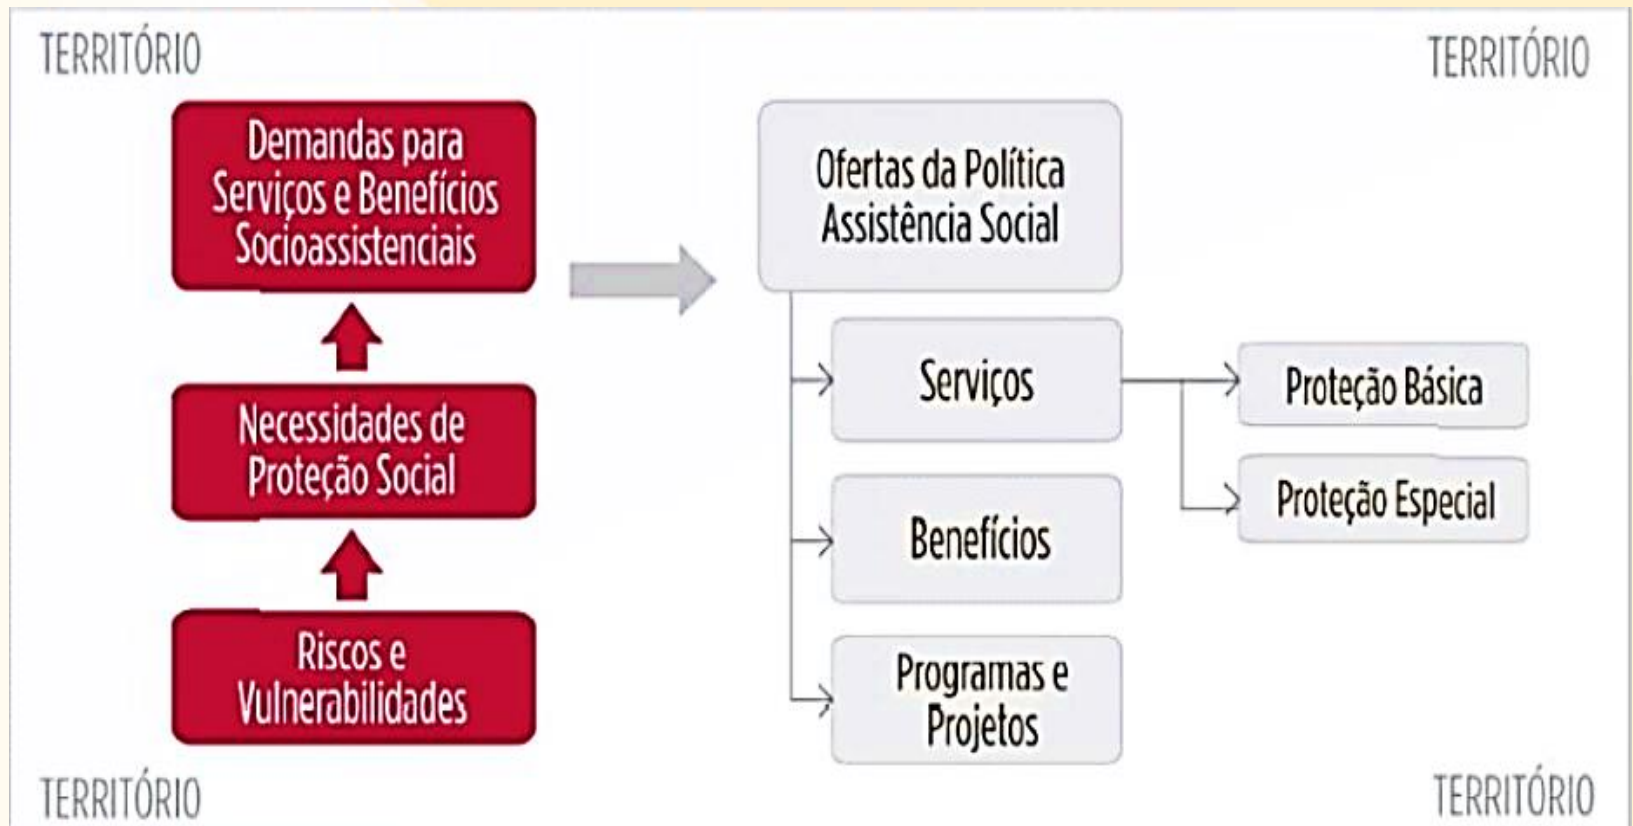 TERRITÓRIO
TERRITÓRIO
Demandas para
Serviços e Benefícios
Socioassistenciais
Necessidades de
Proteção Social
Riscos e
Vulnerabilidades
Ofertas da Política
Assistência Social
Serviços
Benefícios
Programas e
Projetos
Proteção Básica
Proteção Especial
TERRITÓRIO
TERRITÓRIO